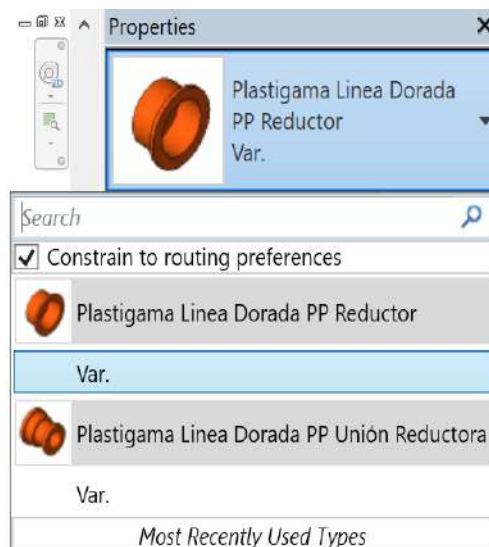 Properties
Plastigama Linea Dorada
PP Reductor
Var.
Search
Constrain to routing preferences
Plastigama Linea Dorada PP Reductor
Var.
Plastigama Linea Dorada PP Unión Reductora
Var.
Most Recently Used Types